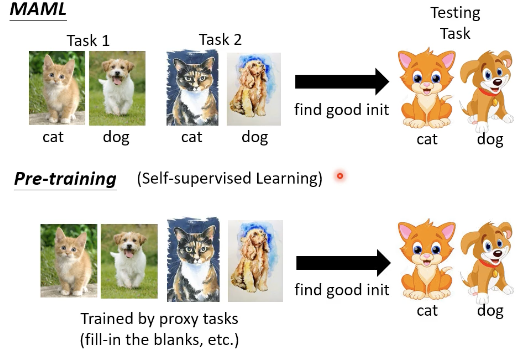 MAML
Task 1
Task 2
Testing
Task
cat
dog
cat
dog
find good init
cat
dog
Pre-training (Self-supervised Learning)
Trained by proxy tasks
(fill-in the blanks, etc.)
find good init
cat
dog